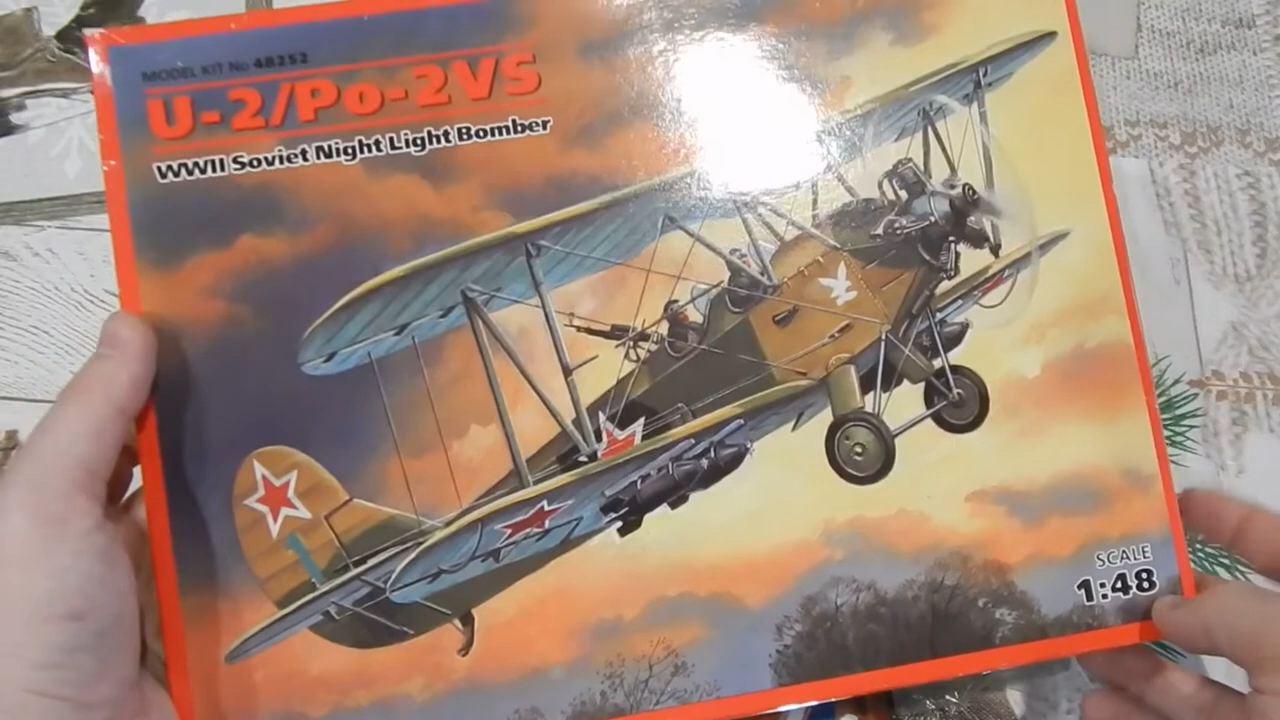 MODEL KIT No 48252
U-2/Po-2VS
WWII Soviet Night Light Bomber
SCALE
1:48